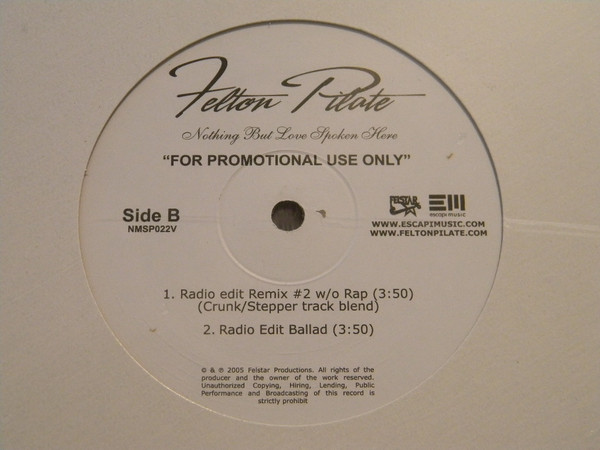 Felton Pilate
Nothing But Love Spoken Here
“FOR PROMOTIONAL USE ONLY”
Side B
NMSP022V
FELSTAR
escapi music
WWW.ESCAPIMUSIC.COM
WWW.FELTONPILATE.COM
1. Radio edit Remix #2 w/o Rap (3:50)
(Crunk/Stepper track blend)
2. Radio Edit Ballad (3:50)
© & ℗ 2005 Felstar Productions. All rights of the
producer and the owner of the work reserved.
Unauthorized Copying, Hiring, Lending, Public
Performance and Broadcasting of this record is
strictly prohibit